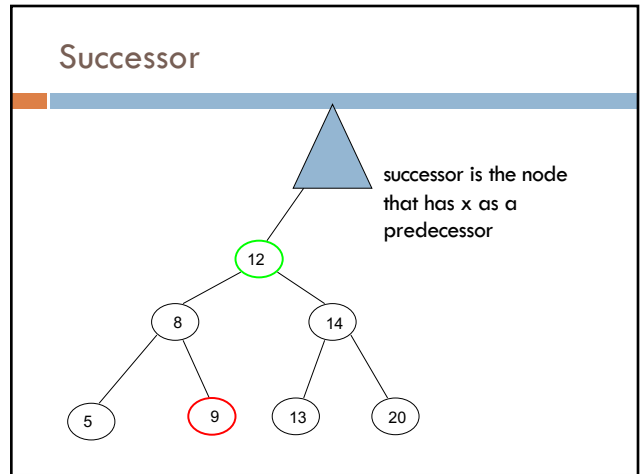 Successor
successor is the node
that has x as a
predecessor
12
8
14
5
9
13
20